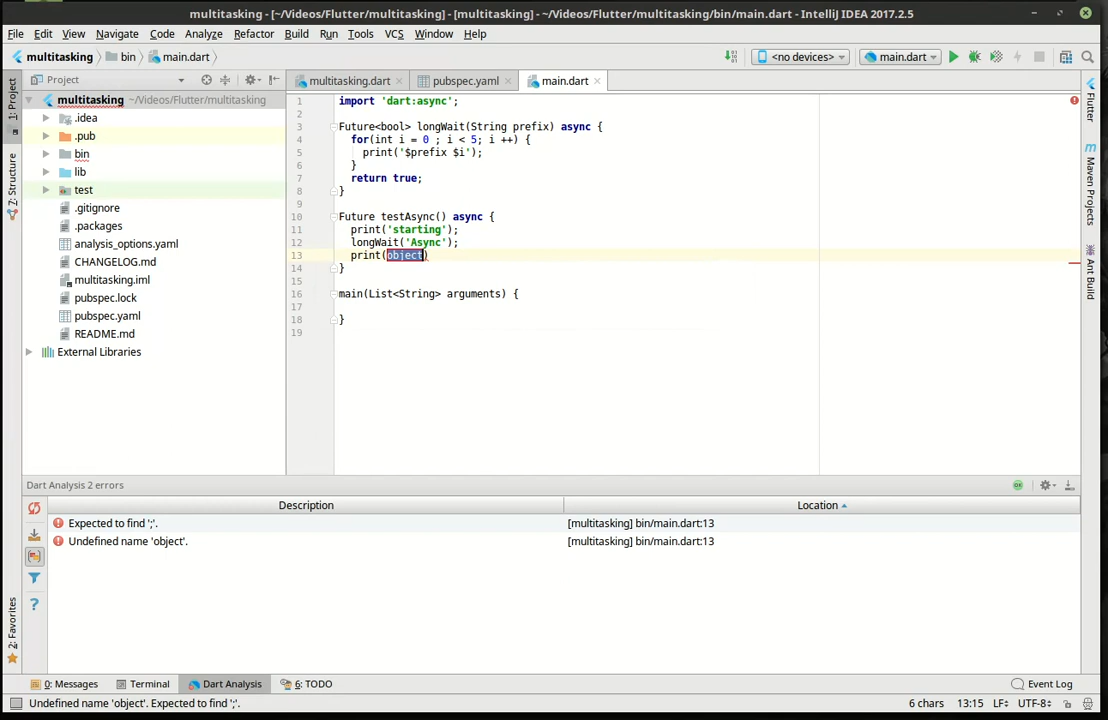 multitasking - [~/Videos/Flutter/multitasking] - [multitasking] - ~/Videos/Flutter/multitasking/bin/main.dart - IntelliJ IDEA 2017.2.5
File Edit View Navigate Code Analyze Refactor Run Tools VCS Window Help
multitasking bin main.dart <no devices> main.dart
1: Project
Project
multitasking.dart pubspec.yaml main.dart
multitasking ~/Videos/Flutter/multitasking
.idea
.pub
bin
lib
test
.gitignore
.packages
analysis_options.yaml
CHANGELOG.md
multitasking.iml
pubspec.lock
pubspec.yaml
README.md
External Libraries
7: Structure
2: Favorites
1 import 'dart:async';
2
3 Future<bool> longWait(String prefix) async {
4 for(int i = 0 ; i < 5; i ++) {
5 print('$prefix $i');
6 }
7 return true;
8 }
9
10 Future testAsync() async {
11 print('starting');
12 longWait('Async');
13 print(object)
14 }
15
16 main(List<String> arguments) {
17
18 }
19
Flutter
Maven Projects
Ant Build
Dart Analysis 2 errors
Description Location
Expected to find ';'. [multitasking] bin/main.dart:13
Undefined name 'object'. [multitasking] bin/main.dart:13
0: Messages Terminal Dart Analysis 6: TODO Event Log
Undefined name 'object'. Expected to find ';'. 6 chars 13:15 LF÷ UTF-8÷